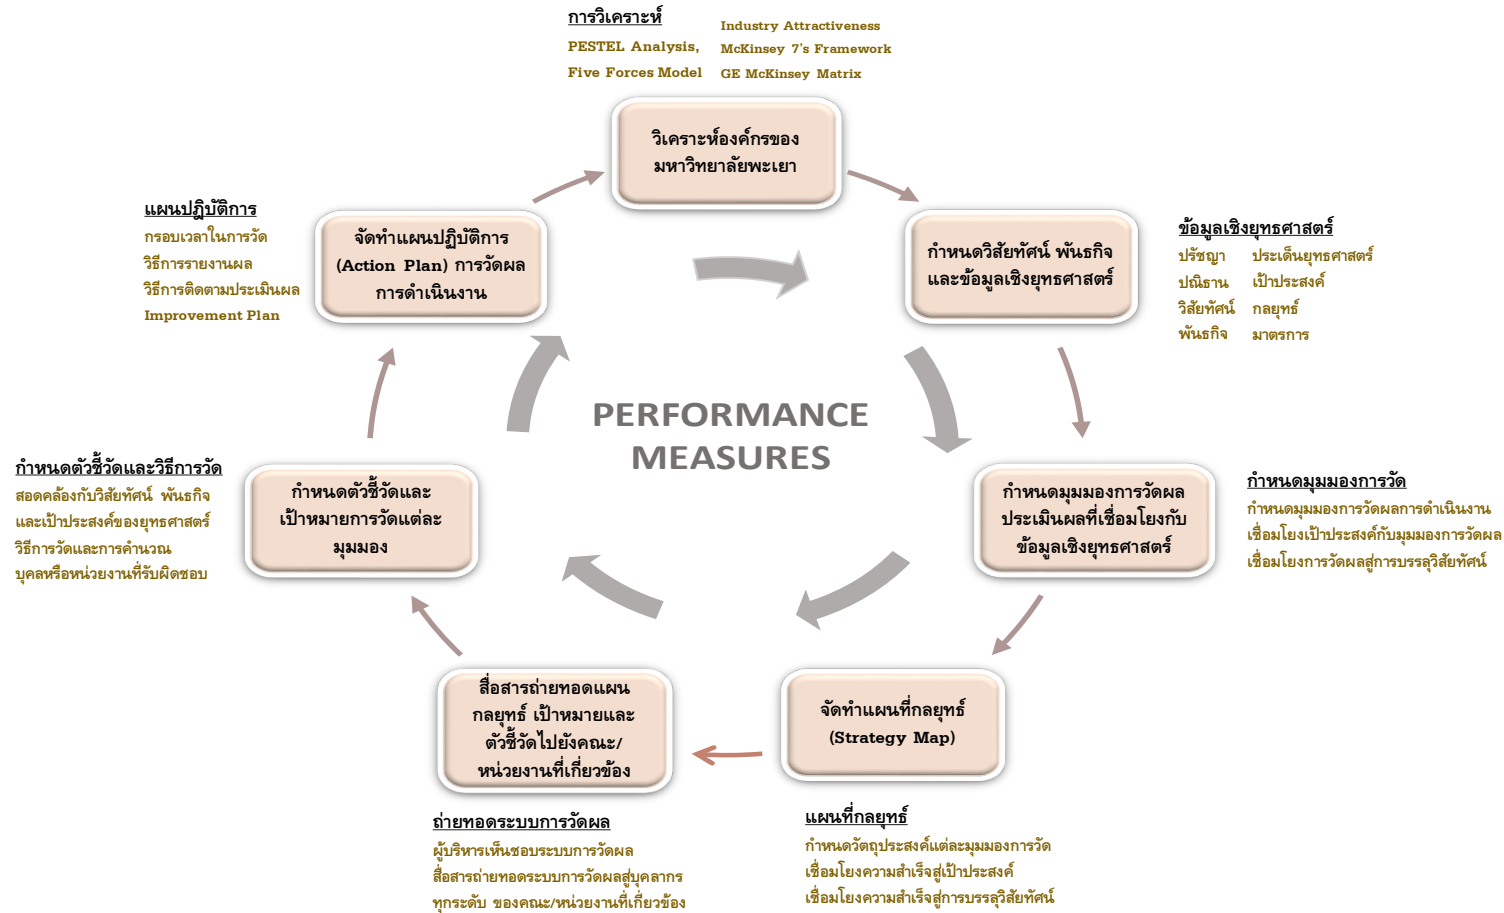 การวิเคราะห์
PESTEL Analysis,
Five Forces Model
Industry Attractiveness
McKinsey 7's Framework
GE McKinsey Matrix
วิเคราะห์องค์กรของ
มหาวิทยาลัยพะเยา
กำหนดวิสัยทัศน์ พันธกิจ
และข้อมูลเชิงยุทธศาสตร์
ข้อมูลเชิงยุทธศาสตร์
ปรัชญา
ปณิธาน
วิสัยทัศน์
พันธกิจ
ประเด็นยุทธศาสตร์
เป้าประสงค์
กลยุทธ์
มาตรการ
กำหนดมุมมองการวัดผล
ประเมินผลที่เชื่อมโยงกับ
ข้อมูลเชิงยุทธศาสตร์
กำหนดมุมมองการวัด
กำหนดมุมมองการวัดผลการดำเนินงาน
เชื่อมโยงเป้าประสงค์กับมุมมองการวัดผล
เชื่อมโยงการวัดผลสู่การบรรลุวิสัยทัศน์
จัดทำแผนที่กลยุทธ์
(Strategy Map)
แผนที่กลยุทธ์
กำหนดวัตถุประสงค์แต่ละมุมมองการวัด
เชื่อมโยงความสำเร็จสู่เป้าประสงค์
เชื่อมโยงความสำเร็จสู่การบรรลุวิสัยทัศน์
สื่อสารถ่ายทอดแผน
กลยุทธ์ เป้าหมายและ
ตัวชี้วัดไปยังคณะ/
หน่วยงานที่เกี่ยวข้อง
ถ่ายทอดระบบการวัดผล
ผู้บริหารเห็นชอบระบบการวัดผล
สื่อสารถ่ายทอดระบบการวัดผลสู่บุคลากร
ทุกระดับ ของคณะ/หน่วยงานที่เกี่ยวข้อง
กำหนดตัวชี้วัดและ
เป้าหมายการวัดแต่ละ
มุมมอง
กำหนดตัวชี้วัดและวิธีการวัด
สอดคล้องกับวิสัยทัศน์ พันธกิจ
และเป้าประสงค์ของยุทธศาสตร์
วิธีการวัดและการคำนวณ
บุคลหรือหน่วยงานที่รับผิดชอบ
จัดทำแผนปฏิบัติการ
(Action Plan) การวัดผล
การดำเนินงาน
แผนปฏิบัติการ
กรอบเวลาในการวัด
วิธีการรายงานผล
วิธีการติดตามประเมินผล
Improvement Plan
PERFORMANCE
MEASURES